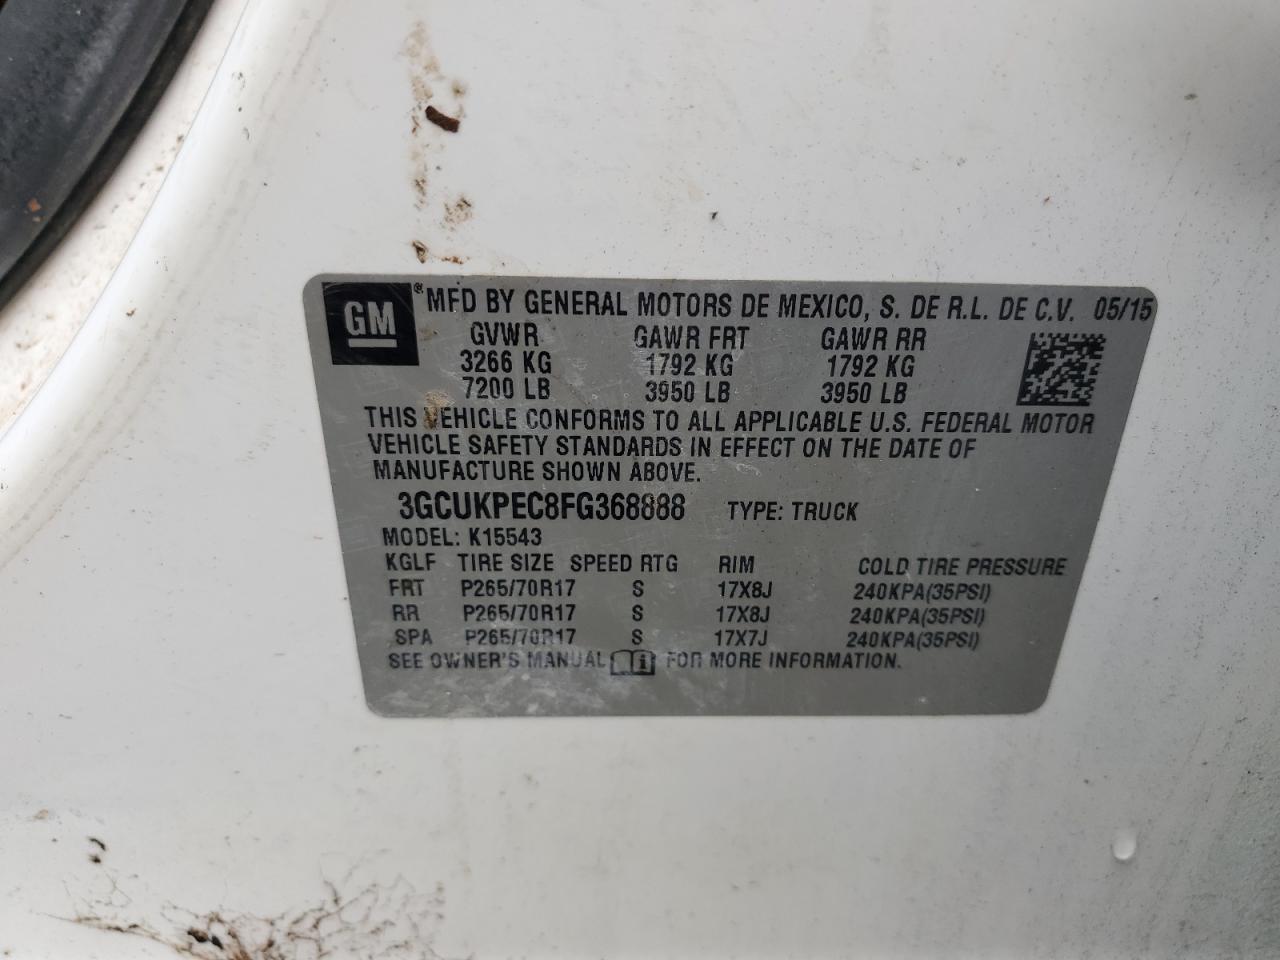 GM
® MFD BY GENERAL MOTORS DE MEXICO, S. DE R.L. DE C.V. 05/15
GVWR GAWR FRT GAWR RR
3266 KG 1792 KG 1792 KG
7200 LB 3950 LB 3950 LB
THIS VEHICLE CONFORMS TO ALL APPLICABLE U.S. FEDERAL MOTOR
VEHICLE SAFETY STANDARDS IN EFFECT ON THE DATE OF
MANUFACTURE SHOWN ABOVE.
3GCUKPEC8FG368888 TYPE: TRUCK
MODEL: K15543
KGLF TIRE SIZE SPEED RTG RIM COLD TIRE PRESSURE
FRT P265/70R17 S 17X8J 240KPA(35PSI)
RR P265/70R17 S 17X8J 240KPA(35PSI)
SPA P265/70R17 S 17X7J 240KPA(35PSI)
SEE OWNER'S MANUAL i FOR MORE INFORMATION.